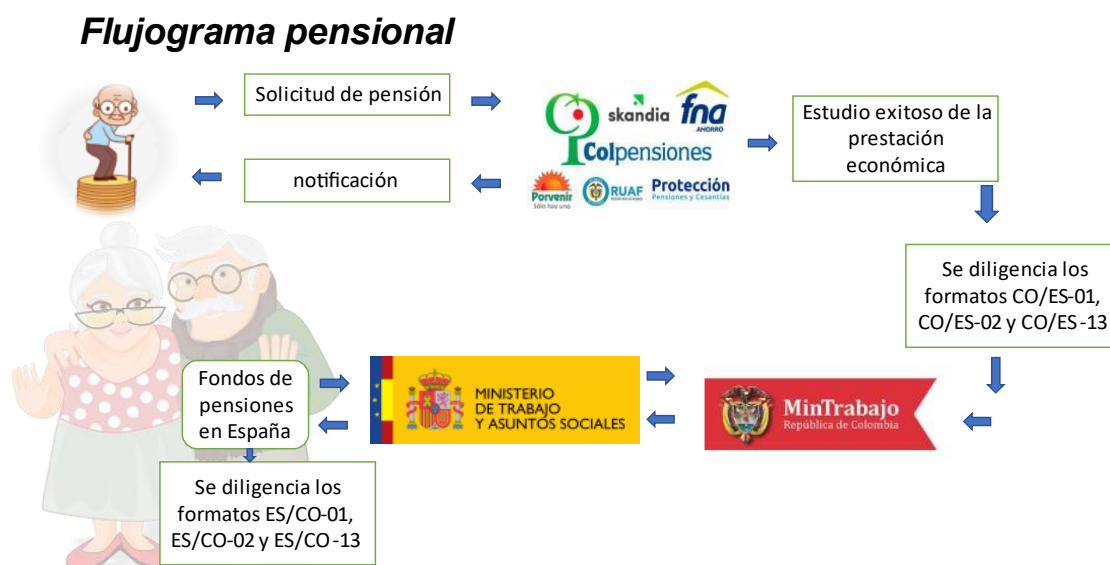 Flujograma pensional
Solicitud de pensión
notificación
skandia
fna
AHORRO
Colpensiones
Porvenir
Sólo hay uno
RUAF
Protección
Pensiones y Cesantías
Estudio exitoso de la
prestación
económica
Se diligencia los
formatos CO/ES-01,
CO/ES-02 y CO/ES-13
MinTrabajo
República de Colombia
MINISTERIO
DE TRABAJO
Y ASUNTOS SOCIALES
Fondos de
pensiones
en España
Se diligencia los
formatos ES/CO-01,
ES/CO-02 y ES/CO-13